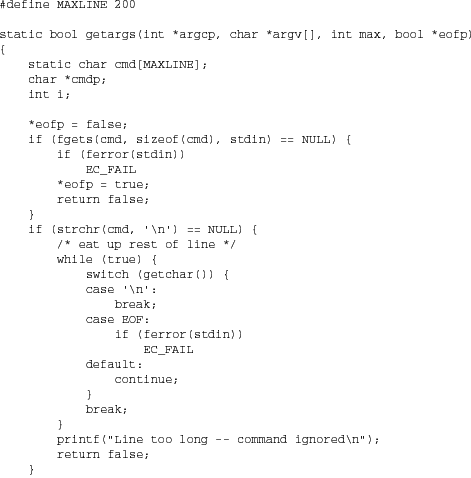 #define MAXLINE 200
static bool getargs(int *argcp, char *argv[], int max, bool *eofp)
{
    static char cmd[MAXLINE];
    char *cmdp;
    int i;
    *eofp = false;
    if (fgets(cmd, sizeof(cmd), stdin) == NULL) {
        if (ferror(stdin))
            EC_FAIL
        *eofp = true;
        return false;
    }
    if (strchr(cmd, '\n') == NULL) {
        /* eat up rest of line */
        while (true) {
            switch (getchar()) {
            case '\n':
                break;
            case EOF:
                if (ferror(stdin))
                    EC_FAIL
            default:
                continue;
            }
            break;
        }
        printf("Line too long -- command ignored\n");
        return false;
    }